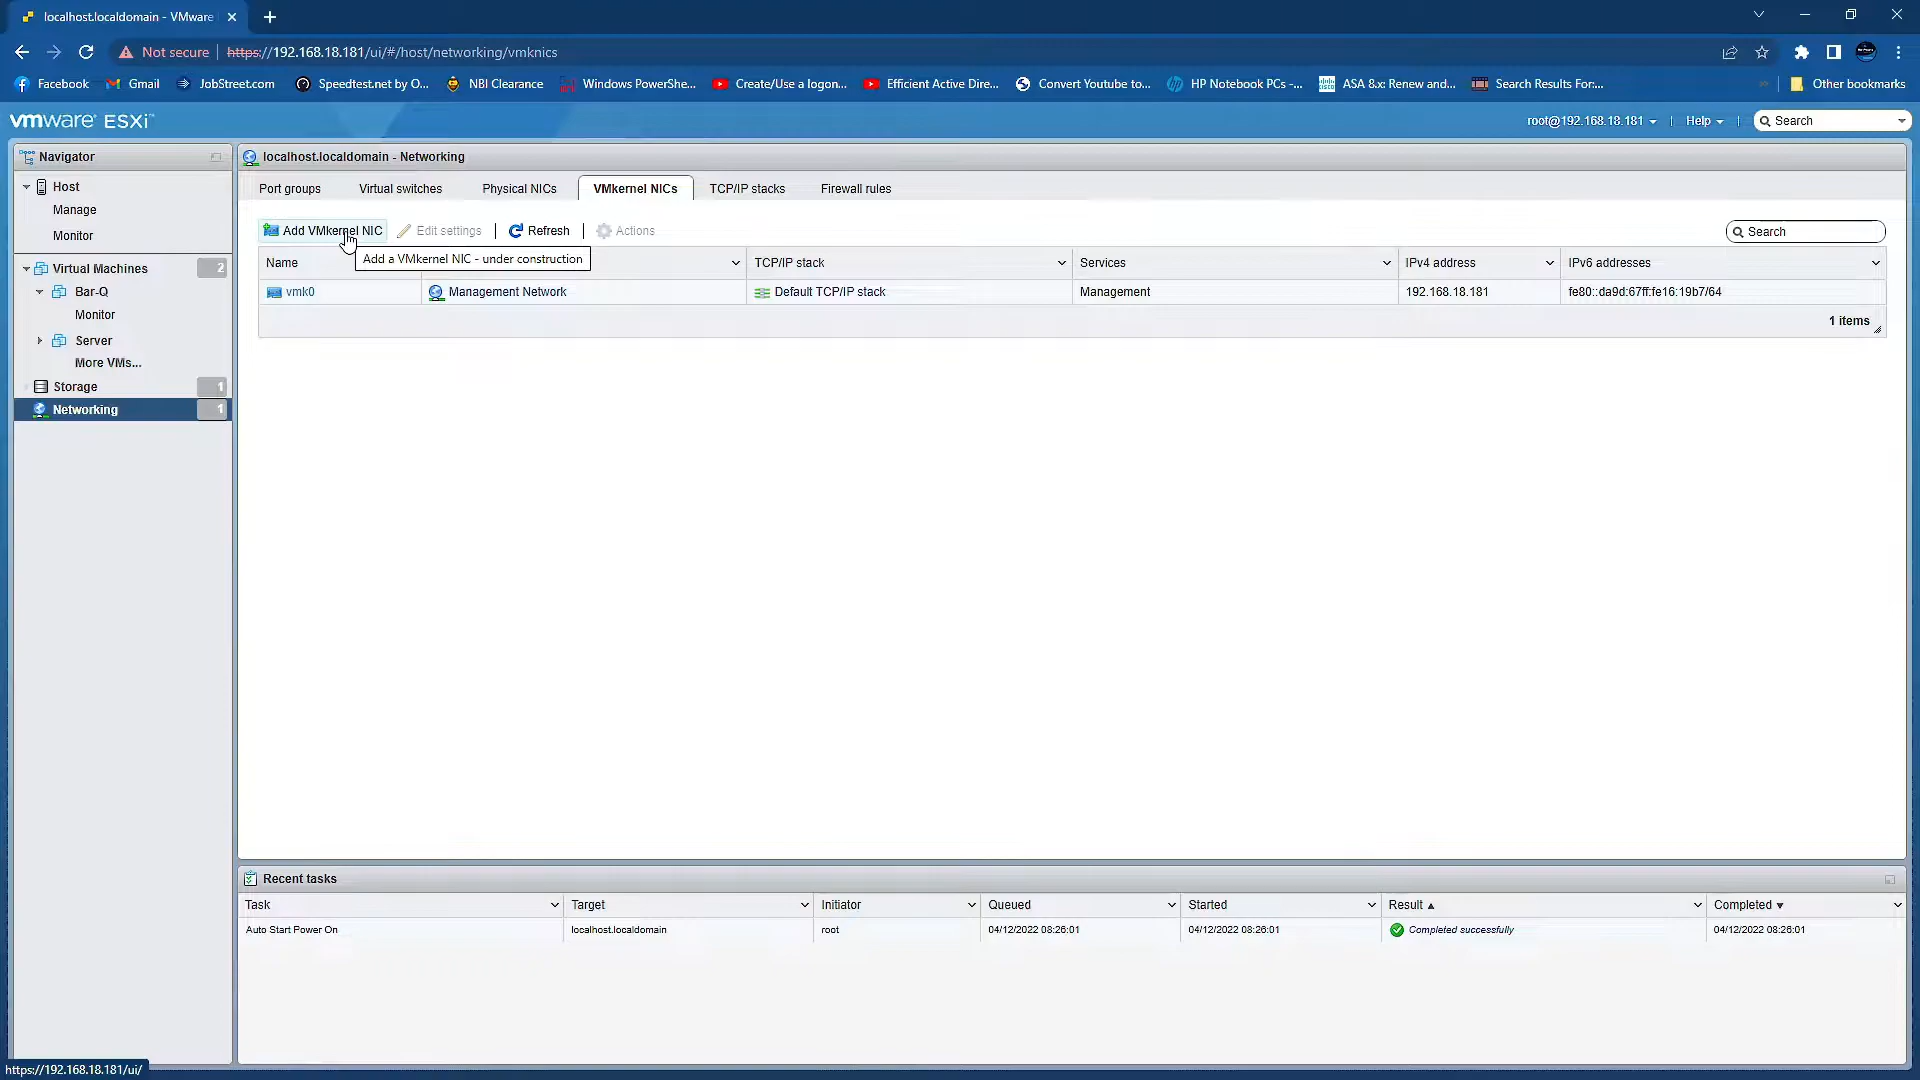 localhost.localdomain - VMware
Not secure https://192.168.18.181/ui/#/host/networking/vmknics
Facebook Gmail JobStreet.com Speedtest.net by O... NBI Clearance Windows PowerShe... Create/Use a logon... Efficient Active Dire... Convert Youtube to... HP Notebook PCs -... ASA 8.x: Renew and... Search Results For:... Other bookmarks
vmware ESXi™ root@192.168.18.181 | Help | Search
Navigator
Host
Manage
Monitor
Virtual Machines 2
Bar-Q
Monitor
Server
More VMs...
Storage 1
Networking 1
localhost.localdomain - Networking
Port groups Virtual switches Physical NICs VMkernel NICs TCP/IP stacks Firewall rules
Add VMkernel NIC Edit settings | Refresh | Actions Search
Add a VMkernel NIC - under construction
Name TCP/IP stack Services IPv4 address IPv6 addresses
vmk0 Management Network Default TCP/IP stack Management 192.168.18.181 fe80::da9d:67ff:fe16:19b7/64
1 items
Recent tasks
Task Target Initiator Queued Started Result Completed
Auto Start Power On localhost.localdomain root 04/12/2022 08:26:01 04/12/2022 08:26:01 Completed successfully 04/12/2022 08:26:01
https://192.168.18.181/ui/